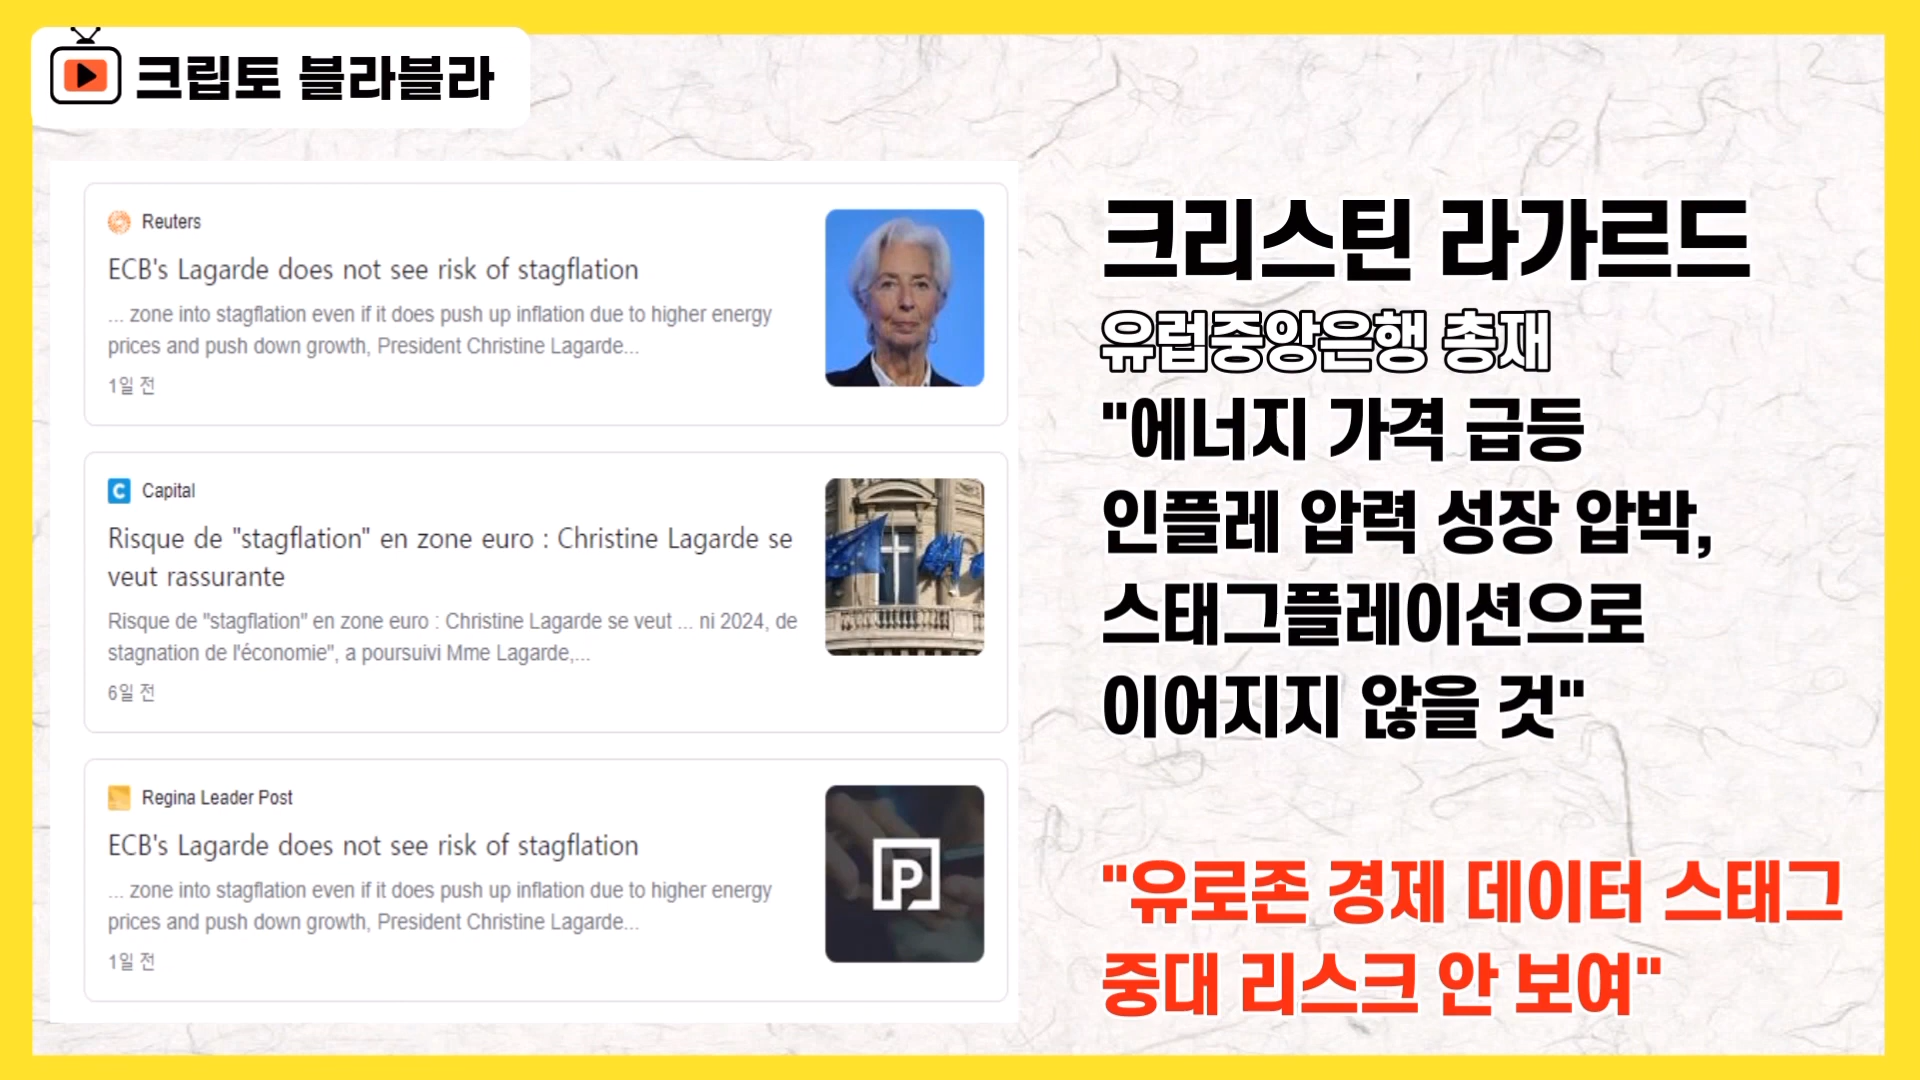 크립토 블라블라
Reuters
ECB's Lagarde does not see risk of stagflation
... zone into stagflation even if it does push up inflation due to higher energy
prices and push down growth, President Christine Lagarde...
1일 전
C Capital
Risque de "stagflation" en zone euro : Christine Lagarde se
veut rassurante
Risque de "stagflation" en zone euro : Christine Lagarde se veut ... ni 2024, de
stagnation de l'économie", a poursuivi Mme Lagarde,...
6일 전
Regina Leader Post
ECB's Lagarde does not see risk of stagflation
... zone into stagflation even if it does push up inflation due to higher energy
prices and push down growth, President Christine Lagarde...
1일 전
P
크리스틴 라가르드
유럽중앙은행 총재
"에너지 가격 급등
인플레 압력 성장 압박,
스태그플레이션으로
이어지지 않을 것"
"유로존 경제 데이터 스태그
중대 리스크 안 보여"